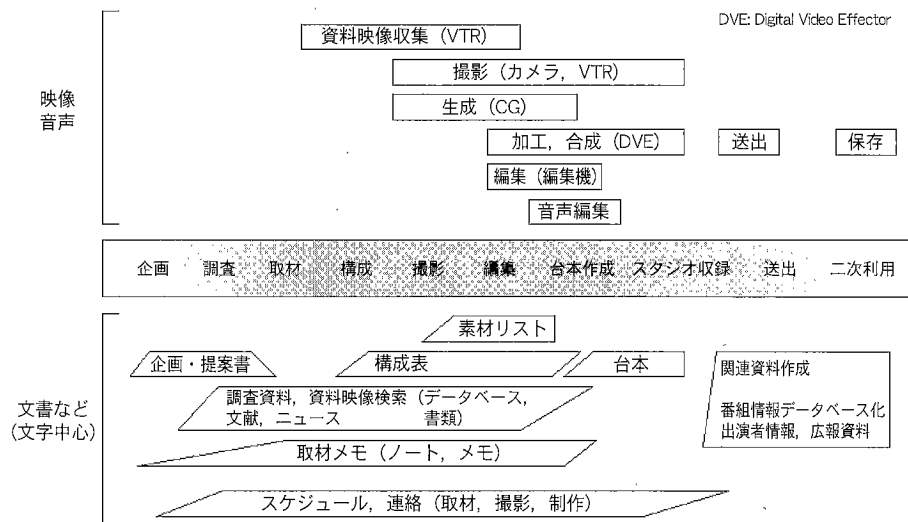 DVE: Digital Video Effector
資料映像収集（VTR）
撮影（カメラ，VTR）
生成（CG）
映像
音声
加工，合成（DVE）
送出
保存
編集（編集機）
音声編集
企画 調査 取材 構成 撮影 編集 台本作成 スタジオ収録 送出 二次利用
素材リスト
企画・提案書
構成表
台本
関連資料作成
番組情報データベース化
出演者情報，広報資料
文書など
（文字中心）
調査資料，資料映像検索（データベース，
文献，ニュース 書類）
取材メモ（ノート，メモ）
スケジュール，連絡（取材，撮影，制作）